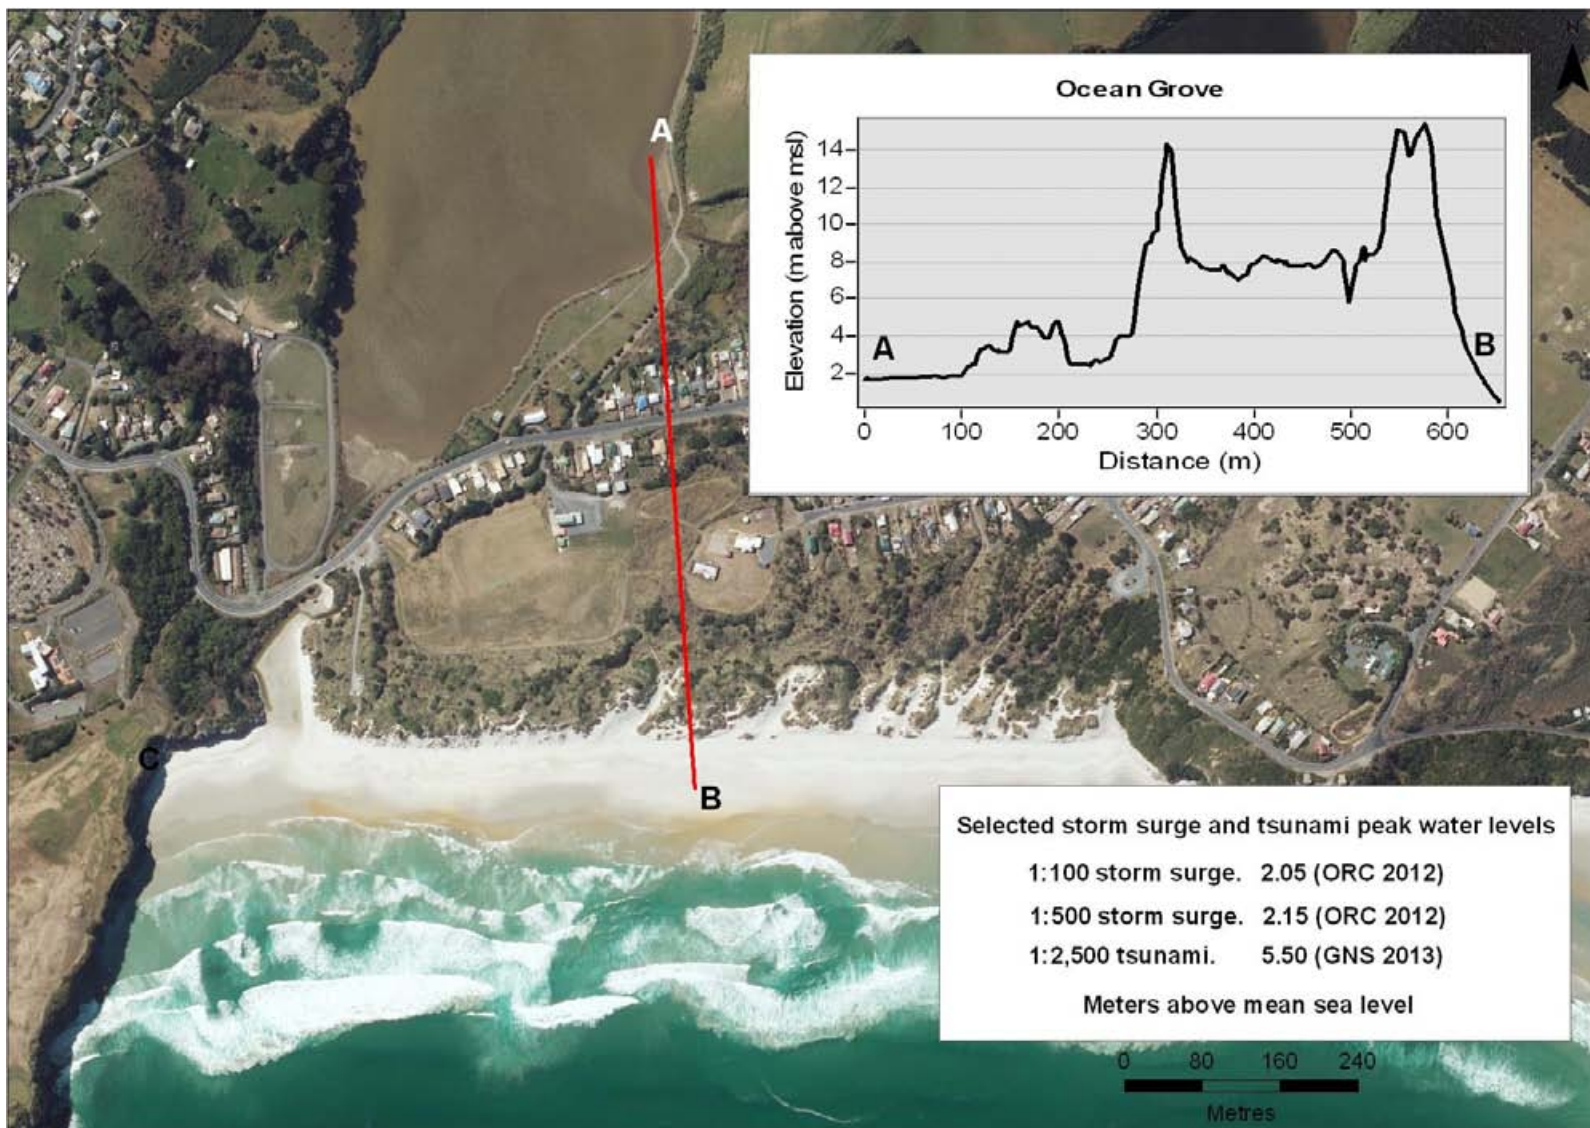 N
A
Ocean Grove
Elevation (m above msl)
14
12
10
8
6
4
2
A
B
0 100 200 300 400 500 600
Distance (m)
C
B
Selected storm surge and tsunami peak water levels
1:100 storm surge. 2.05 (ORC 2012)
1:500 storm surge. 2.15 (ORC 2012)
1:2,500 tsunami. 5.50 (GNS 2013)
Meters above mean sea level
0 80 160 240
Metres